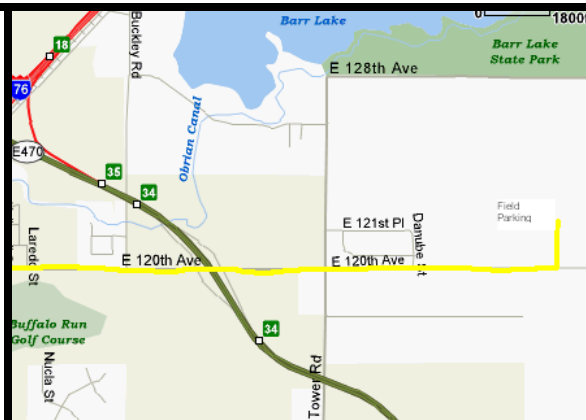 18
76
E470
Buckley Rd
Barr Lake
0 1800
Barr Lake
State Park
E 128th Ave
Obrian Canal
35
34
Laredo St
E 120th Ave
E 121st Pl
Danube St
E 120th Ave
Field
Parking
34
Buffalo Run
Golf Course
Nucla St
Tower Rd